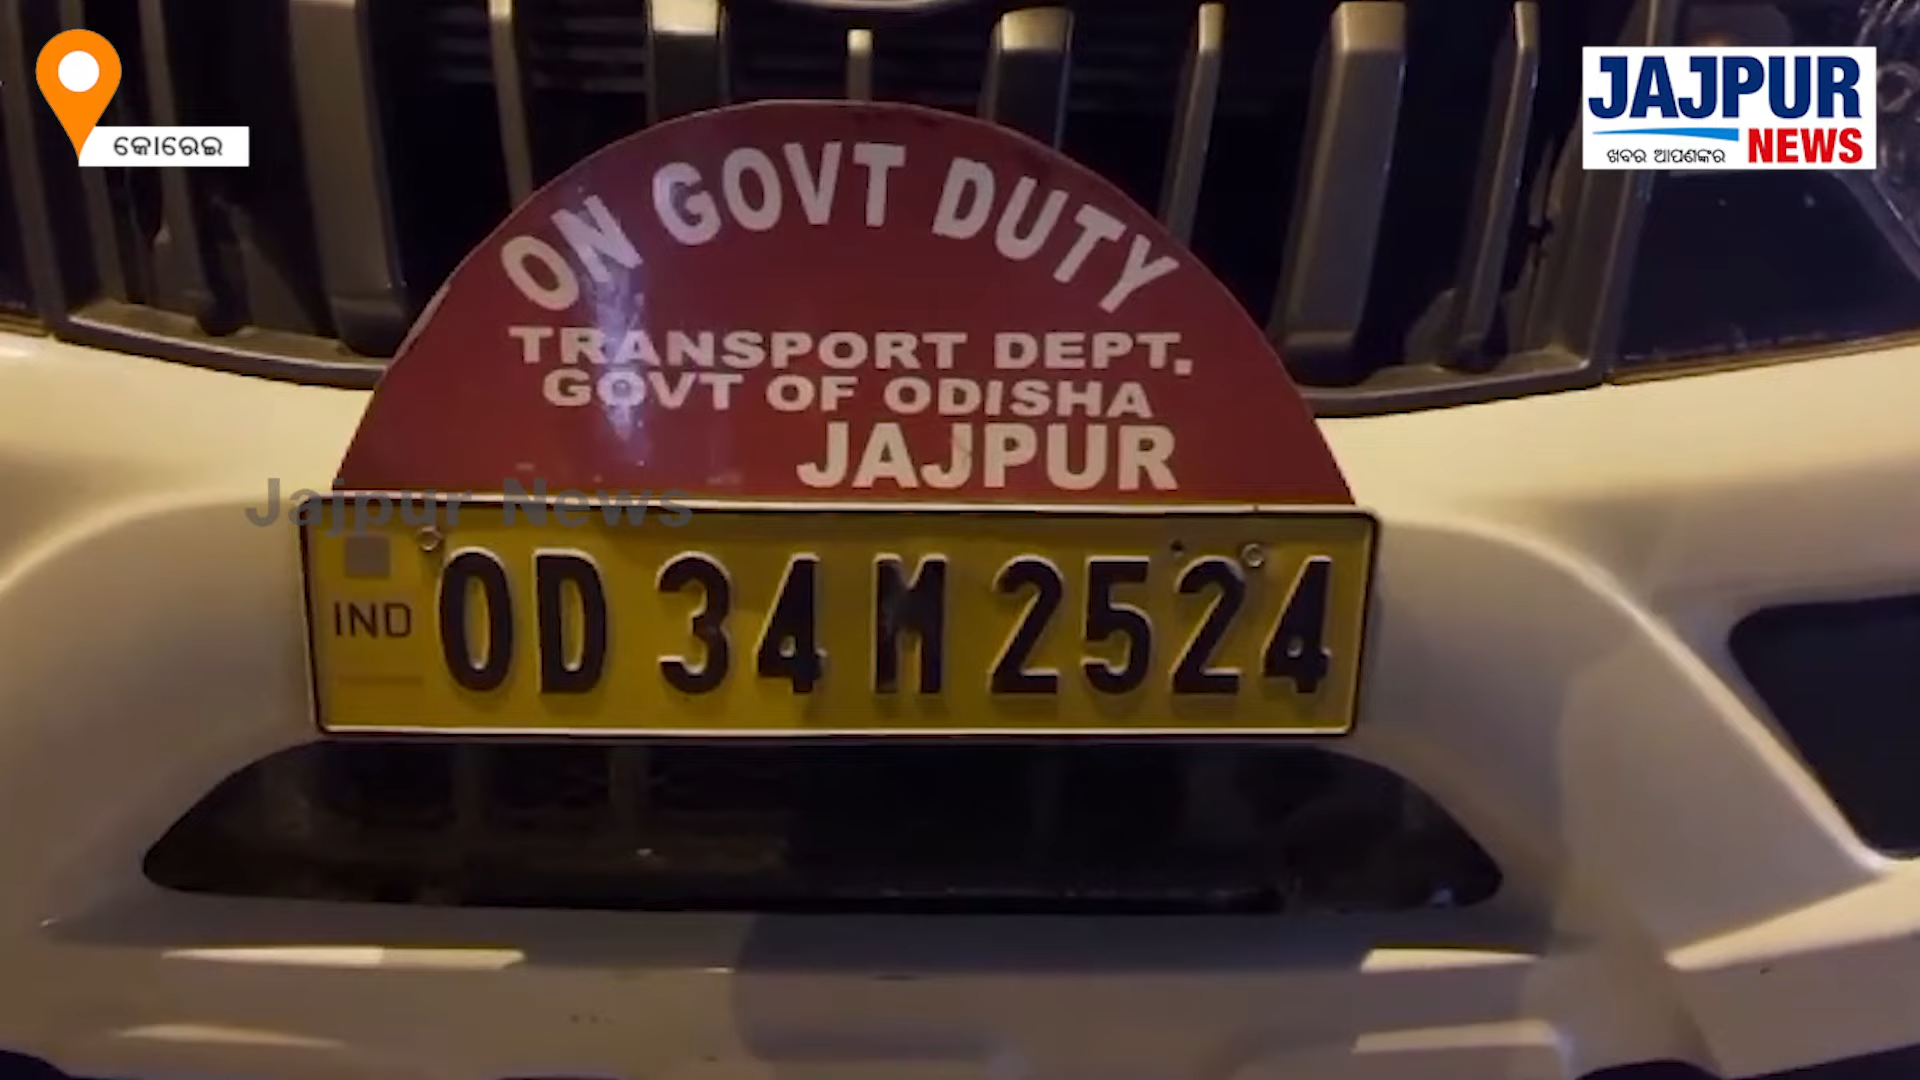 କୋରେଇ
JAJPUR
ଖବର ଆପଣଙ୍କର NEWS
ON GOVT DUTY
TRANSPORT DEPT.
GOVT OF ODISHA
JAJPUR
Jajpur News
IND OD 34 M 2524